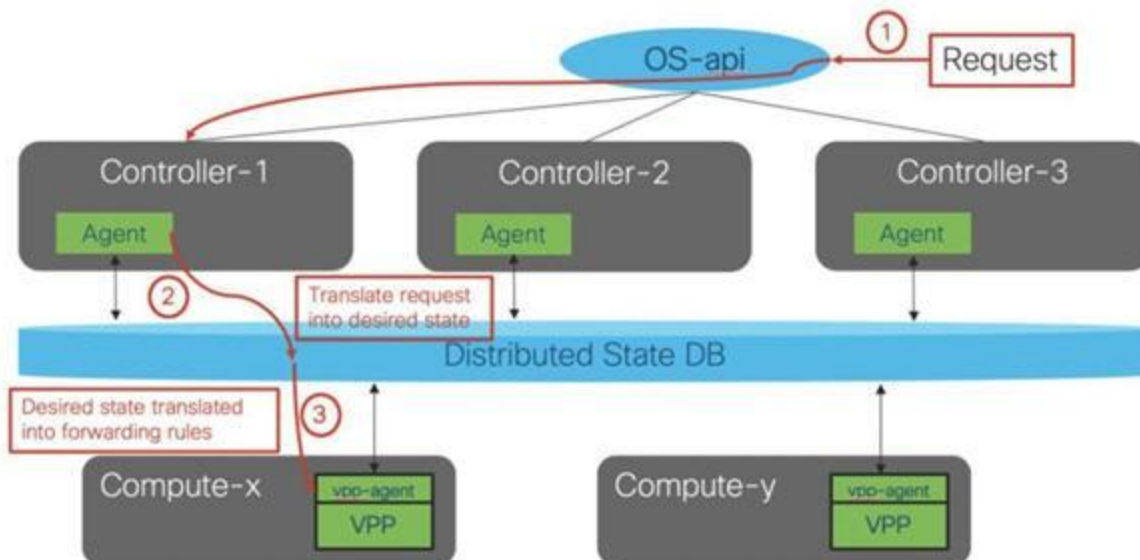 1
OS-api
Request
Controller-1
Controller-2
Controller-3
Agent
Agent
Agent
2
Translate request
into desired state
Distributed State DB
Desired state translated
into forwarding rules
3
Compute-x
vpp-agent
VPP
Compute-y
vpp-agent
VPP